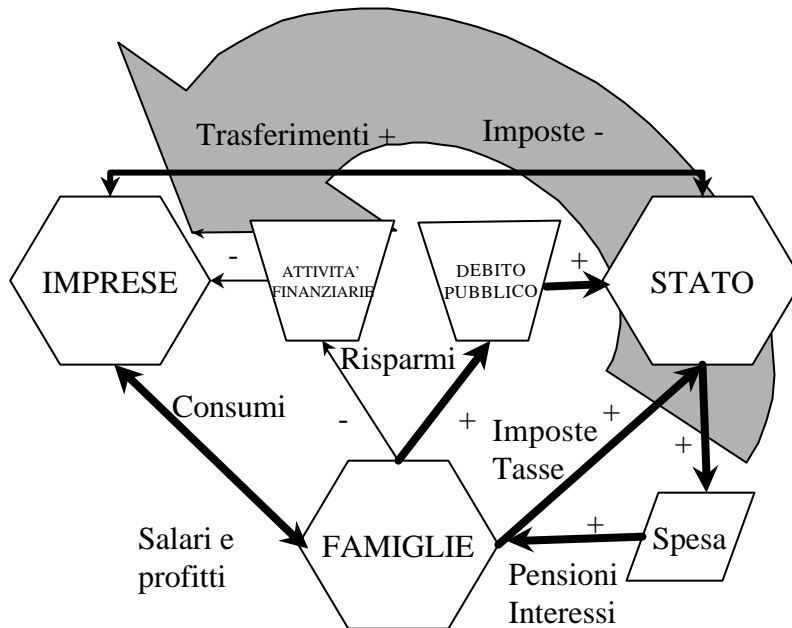 Trasferimenti + Imposte -
- ATTIVITA’ DEBITO +
IMPRESE FINANZIARIE PUBBLICO STATO
Risparmi
Consumi - + Imposte + +
Tasse
Salari e FAMIGLIE + Spesa
profitti Pensioni
Interessi